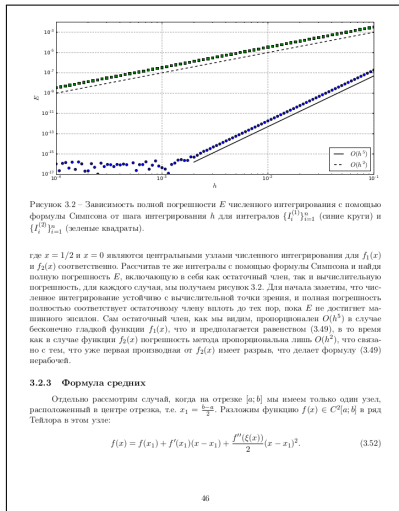 10⁻³
10⁻⁵
10⁻⁷
10⁻⁹
10⁻¹¹
10⁻¹³
10⁻¹⁵
10⁻¹⁷
E
10⁻⁴
10⁻³
10⁻²
10⁻¹
h
O(h⁵)
O(h²)
Рисунок 3.2 – Зависимость полной погрешности E численного интегрирования с помощью
формулы Симпсона от шага интегрирования h для интегралов {I_i^{(1)}}_{i=1}^n (синие круги) и
{I_i^{(2)}}_{i=1}^n (зеленые квадраты).
где x = 1/2 и x = 0 являются центральными узлами численного интегрирования для f₁(x)
и f₂(x) соответственно. Рассчитав те же интегралы с помощью формулы Симпсона и найдя
полную погрешность E, включающую в себя как остаточный член, так и вычислительную
погрешность, для каждого случая, мы получаем рисунок 3.2. Для начала заметим, что чис-
ленное интегрирование устойчиво с вычислительной точки зрения, и полная погрешность
полностью соответствует остаточному члену вплоть до тех пор, пока E не достигнет ма-
шинного эпсилон. Сам остаточный член, как мы видим, пропорционален O(h⁵) в случае
бесконечно гладкой функции f₁(x), что и предполагается равенством (3.49), в то время
как в случае функции f₂(x) погрешность метода пропорциональна лишь O(h²), что связа-
но с тем, что уже первая производная от f₂(x) имеет разрыв, что делает формулу (3.49)
нерабочей.
3.2.3 Формула средних
Отдельно рассмотрим случай, когда на отрезке [a; b] мы имеем только один узел,
расположенный в центре отрезка, т.е. x₁ = \frac{b−a}{2}. Разложим функцию f(x) ∈ C²[a; b] в ряд
Тейлора в этом узле:
f(x) = f(x₁) + f′(x₁)(x − x₁) + \frac{f″(ξ(x))}{2}(x − x₁)². (3.52)
46